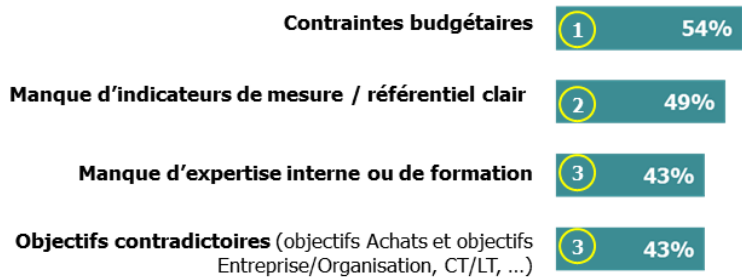 Contraintes budgétaires 1 54%
Manque d'indicateurs de mesure / référentiel clair 2 49%
Manque d'expertise interne ou de formation 3 43%
Objectifs contradictoires (objectifs Achats et objectifs
Entreprise/Organisation, CT/LT, ...) 3 43%